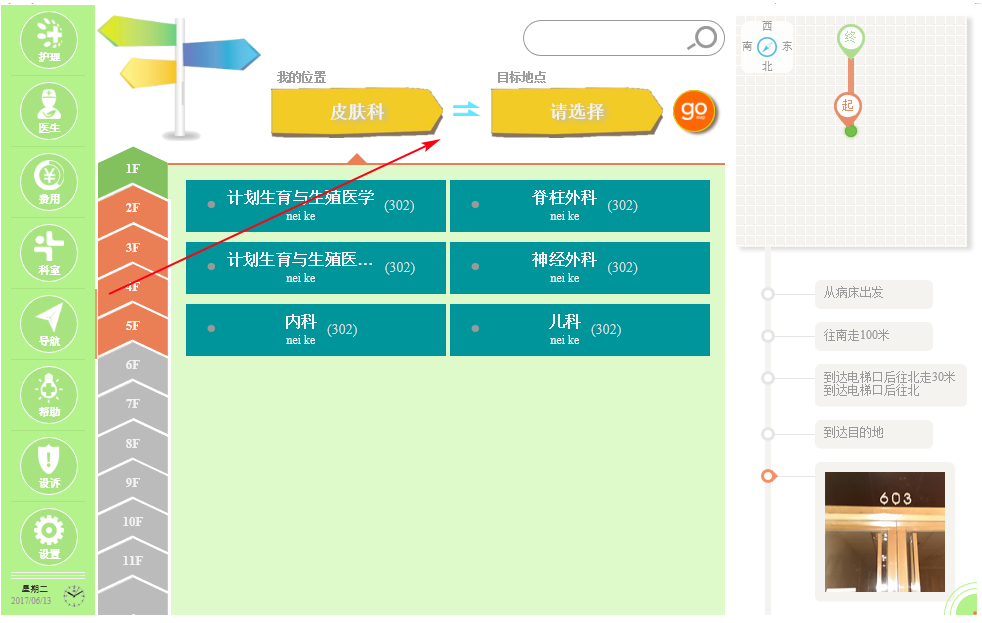 护理
医生
费用
科室
导航
帮助
投诉
设置
星期二
2017/06/13
我的位置
皮肤科
目标地点
请选择
go
1F
2F
3F
4F
5F
6F
7F
8F
9F
10F
11F
计划生育与生殖医学 (302)
nei ke
脊柱外科 (302)
nei ke
计划生育与生殖医... (302)
nei ke
神经外科 (302)
nei ke
内科 (302)
nei ke
儿科 (302)
nei ke
西
南 东
北
终
起
从病床出发
往南走100米
到达电梯口后往北走30米
到达电梯口后往北
到达目的地
603